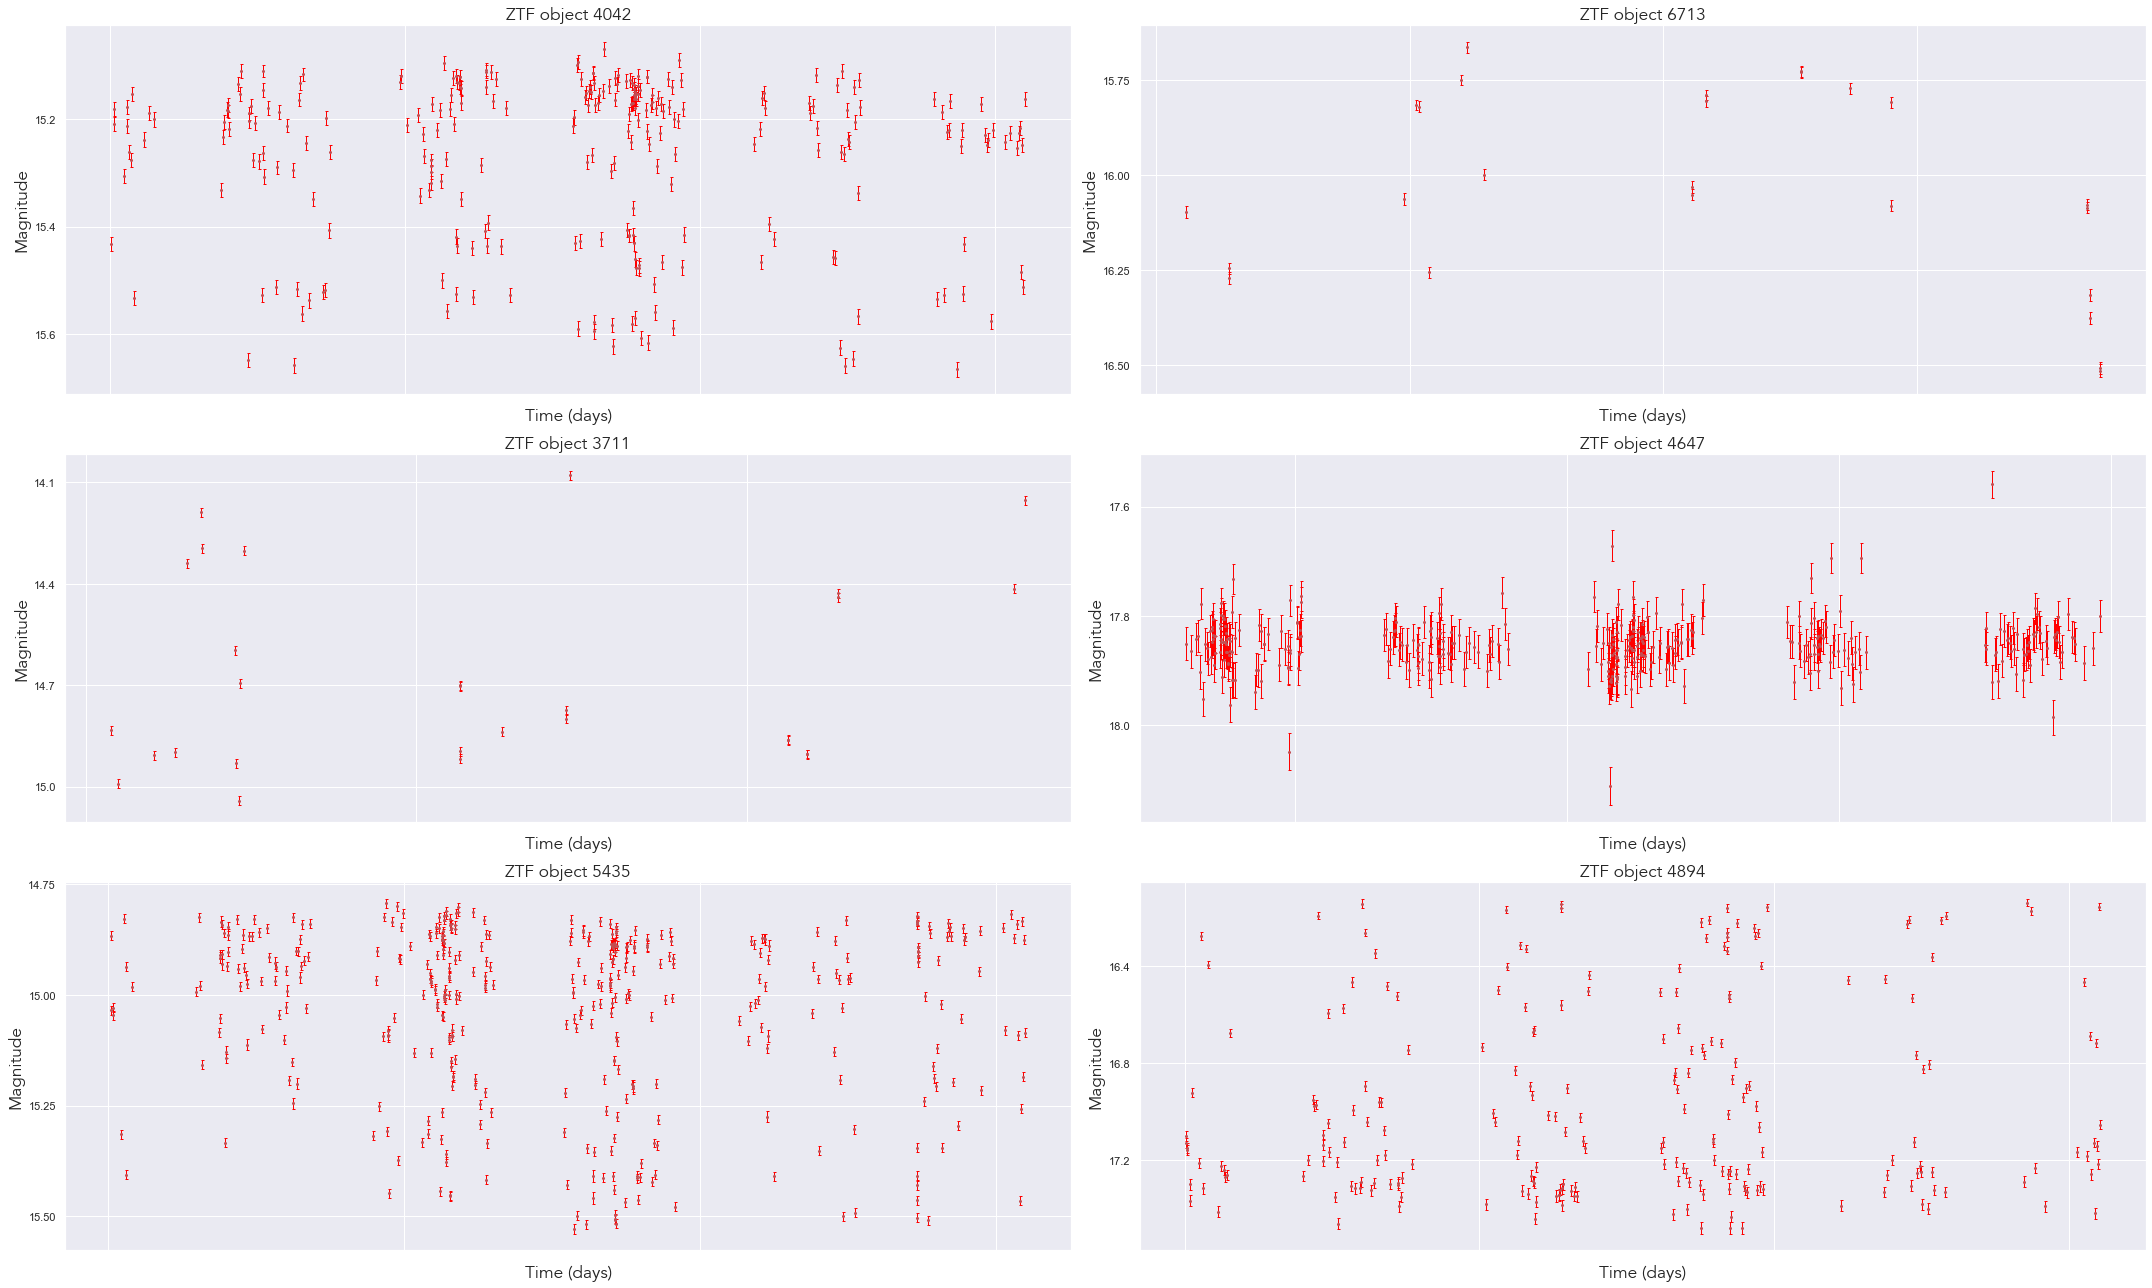 ZTF object 4042
Magnitude
15.2
15.4
15.6
Time (days)
ZTF object 6713
Magnitude
15.75
16.00
16.25
16.50
Time (days)
ZTF object 3711
Magnitude
14.1
14.4
14.7
15.0
Time (days)
ZTF object 4647
Magnitude
17.6
17.8
18.0
Time (days)
ZTF object 5435
Magnitude
14.75
15.00
15.25
15.50
Time (days)
ZTF object 4894
Magnitude
16.4
16.8
17.2
Time (days)